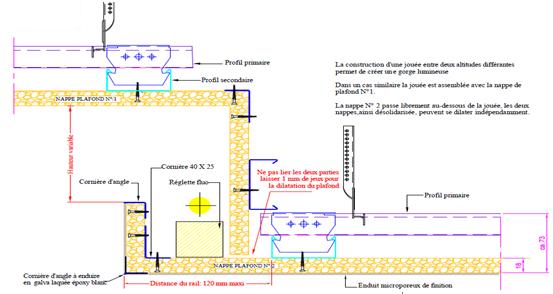 La construction d'une jouée entre deux altitudes différantes
permet de créer une gorge lumineuse
Dans un cas similaire la jouée est assemblée avec la nappe de
plafond N°1.
La nappe N° 2 passe librement au-dessous de la jouée, les deux
nappes,ainsi désolidarisée, peuvent se dilater indépendamment.
Profil primaire
Profil secondaire
NAPPE PLAFOND N°1
Hauteur variable
Cornière 40 X 25
Cornière d'angle
Réglette fluo
Ne pas lier les deux parties
laisser 1 mm de jeux pour
la dilatation du plafond
Profil primaire
ca 73
18
NAPPE PLAFOND N°2
Cornière d'angle à enduire
en galva laquée époxy blanc
Distance du rail: 120 mm maxi
Enduit microporeux de finition